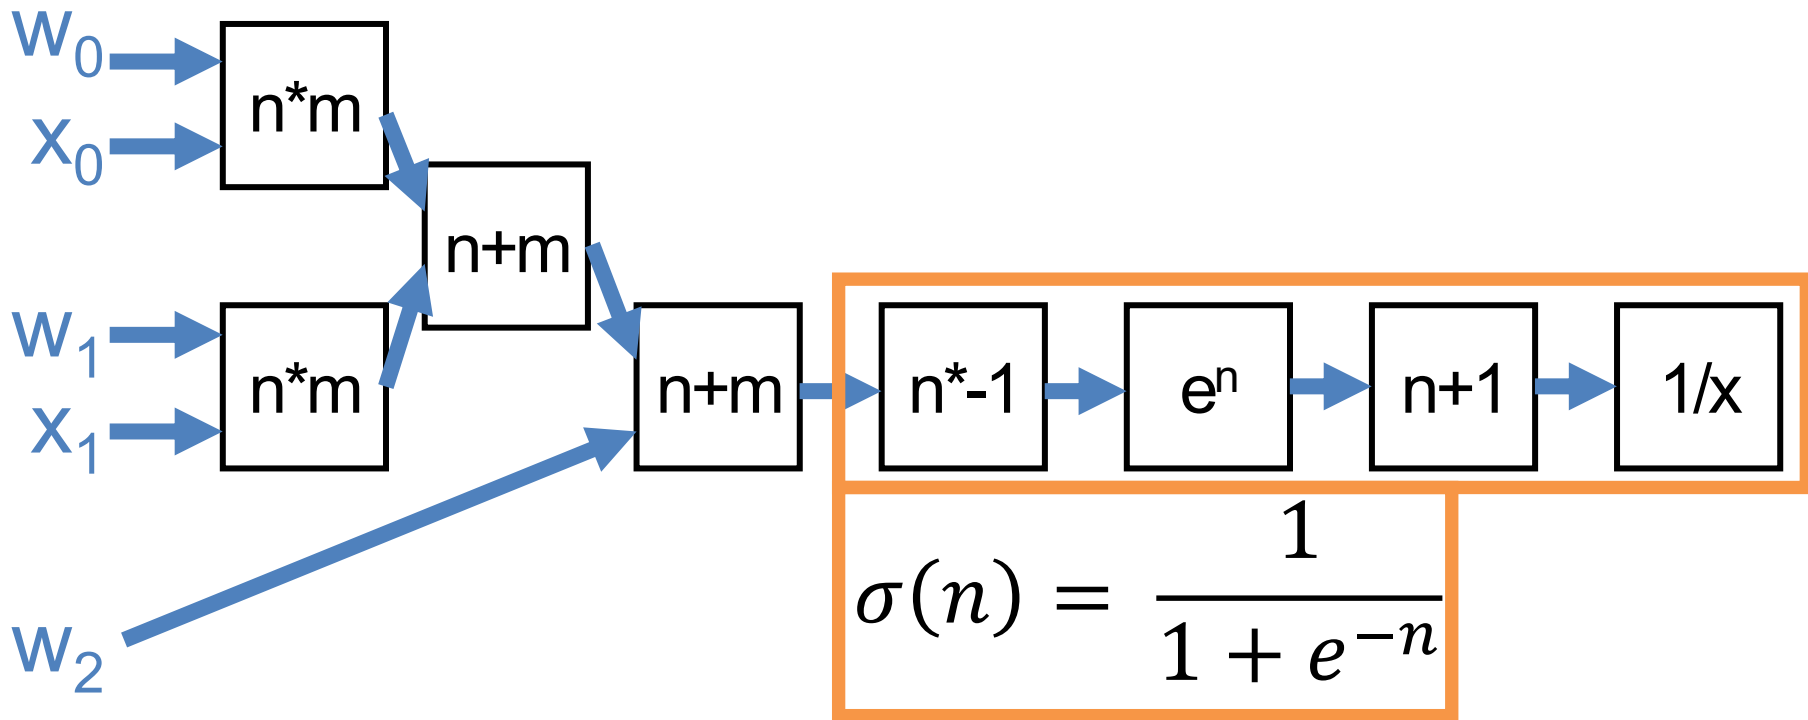 w₀
x₀
n*m
n+m
w₁
x₁
n*m
n+m
n*-1
eⁿ
n+1
1/x
w₂
σ(n) = 1 / (1 + e⁻ⁿ)